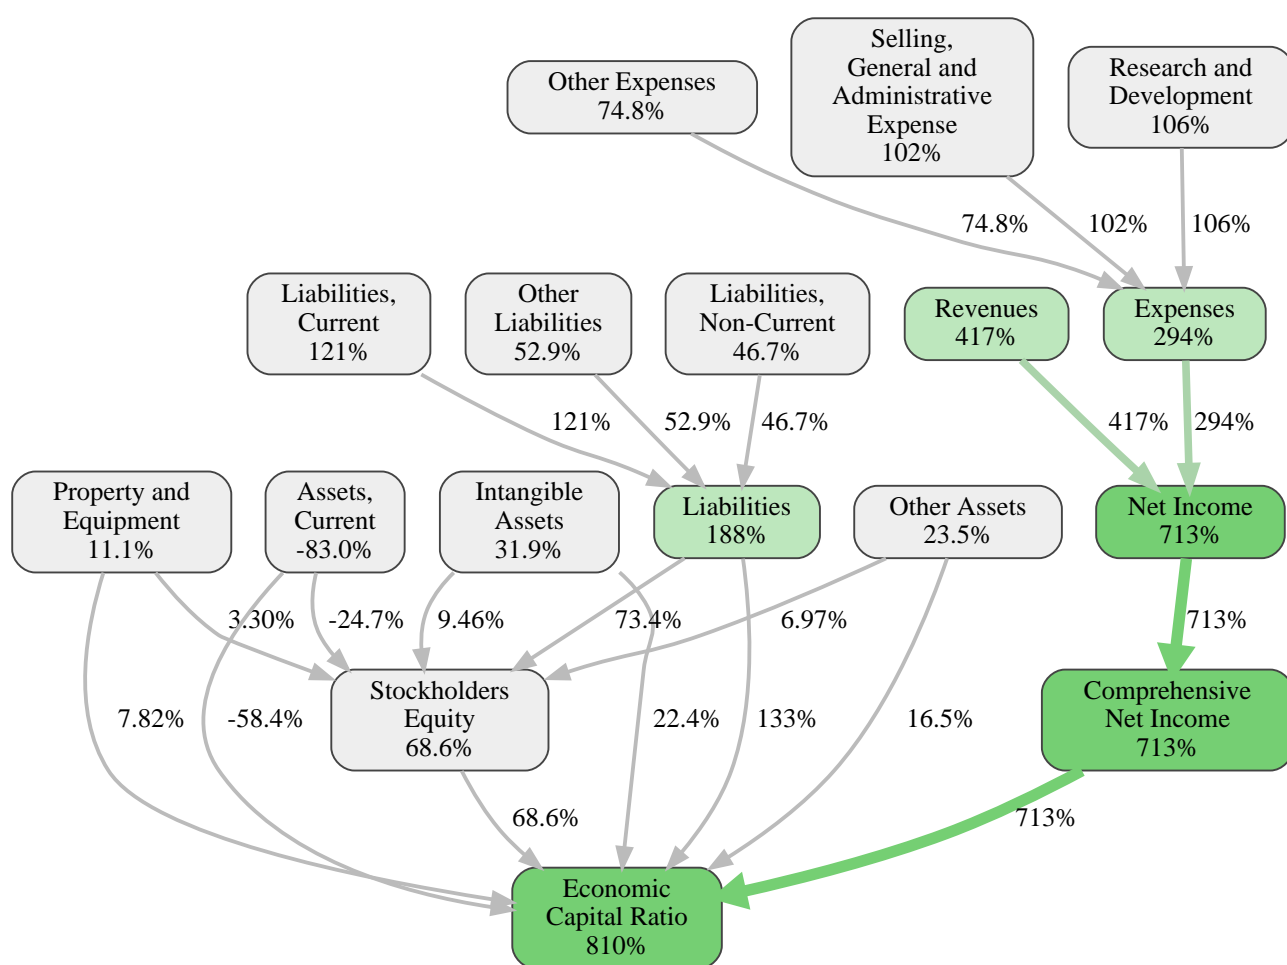 Selling,
General and
Administrative
Expense
102%
Other Expenses
74.8%
Research and
Development
106%
74.8%
102%
106%
Liabilities,
Current
121%
Other
Liabilities
52.9%
Liabilities,
Non-Current
46.7%
Revenues
417%
Expenses
294%
121%
52.9%
46.7%
417%
294%
Property and
Equipment
11.1%
Assets,
Current
-83.0%
Intangible
Assets
31.9%
Liabilities
188%
Other Assets
23.5%
Net Income
713%
3.30%
-24.7%
9.46%
73.4%
6.97%
713%
Stockholders
Equity
68.6%
Comprehensive
Net Income
713%
7.82%
-58.4%
22.4%
133%
16.5%
68.6%
713%
Economic
Capital Ratio
810%